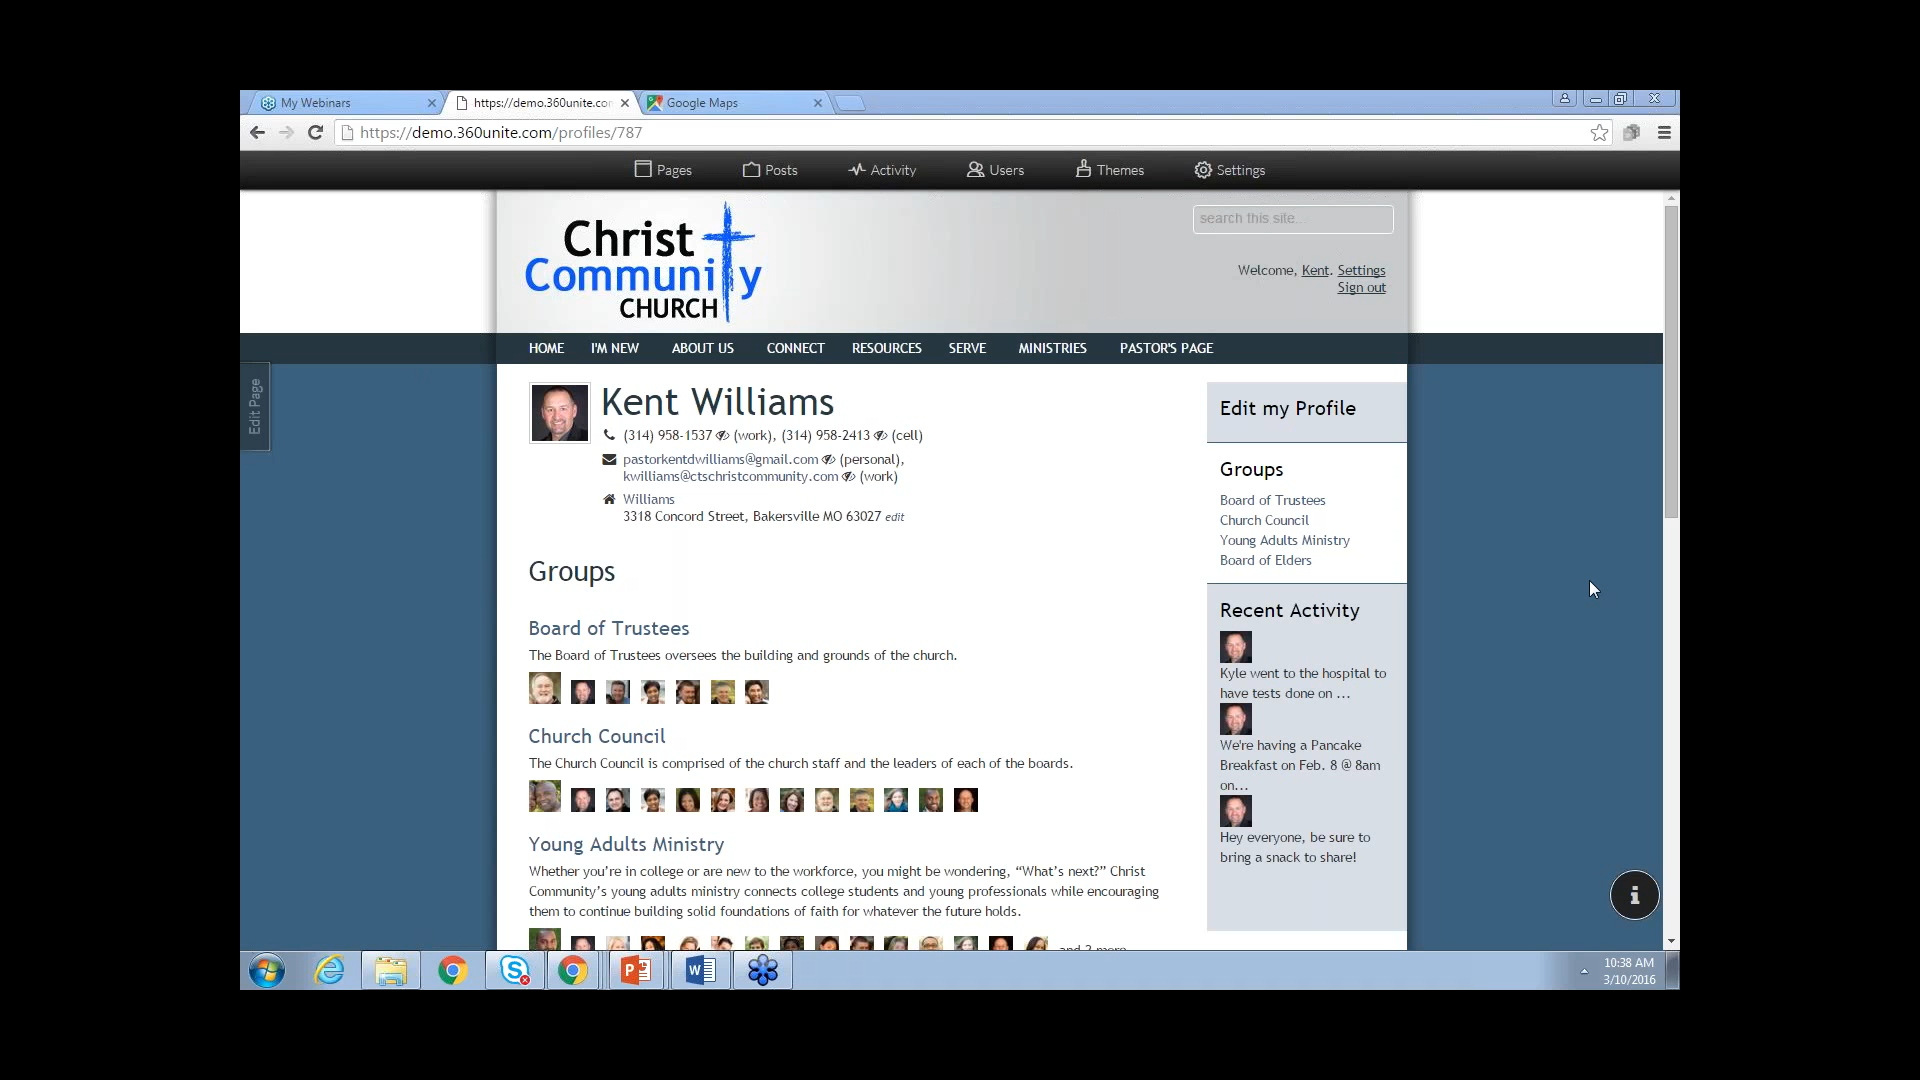 My Webinars
https://demo.360unite.com
Google Maps
https://demo.360unite.com/profiles/787
Pages Posts Activity Users Themes Settings
Christ
Community
CHURCH
search this site...
Welcome, Kent. Settings
Sign out
HOME I'M NEW ABOUT US CONNECT RESOURCES SERVE MINISTRIES PASTOR'S PAGE
Edit Page
Kent Williams
(314) 958-1537 (work), (314) 958-2413 (cell)
pastorkentdwilliams@gmail.com (personal),
kwilliams@ctschristcommunity.com (work)
Williams
3318 Concord Street, Bakersville MO 63027 edit
Groups
Board of Trustees
The Board of Trustees oversees the building and grounds of the church.
Church Council
The Church Council is comprised of the church staff and the leaders of each of the boards.
Young Adults Ministry
Whether you're in college or are new to the workforce, you might be wondering, “What's next?” Christ
Community's young adults ministry connects college students and young professionals while encouraging
them to continue building solid foundations of faith for whatever the future holds.
and 2 more
Edit my Profile
Groups
Board of Trustees
Church Council
Young Adults Ministry
Board of Elders
Recent Activity
Kyle went to the hospital to
have tests done on ...
We're having a Pancake
Breakfast on Feb. 8 @ 8am
on...
Hey everyone, be sure to
bring a snack to share!
10:38 AM
3/10/2016